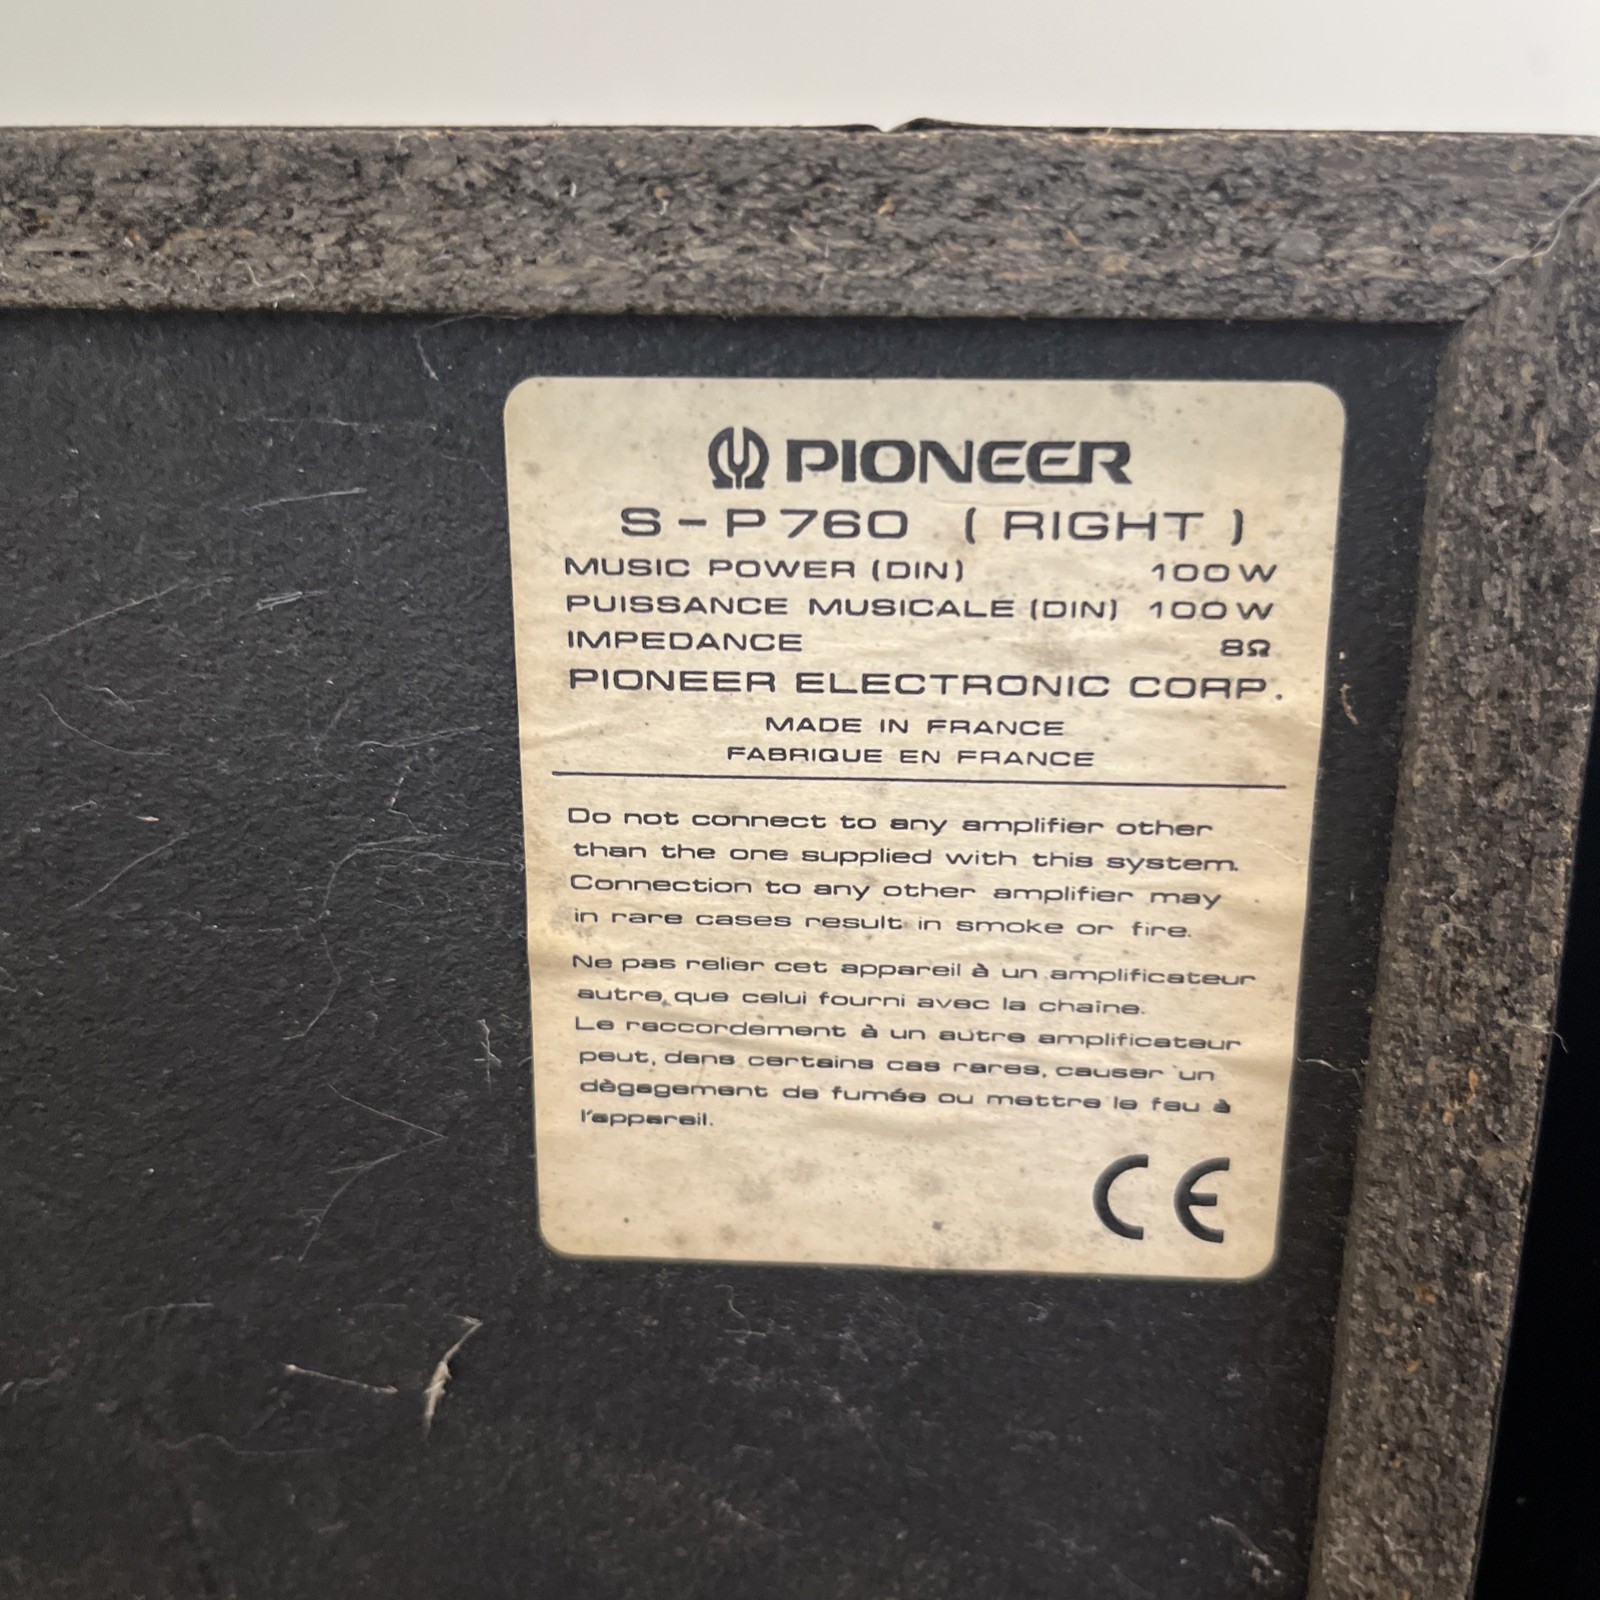 PIONEER
S-P760 (RIGHT)
MUSIC POWER (DIN) 100W
PUISSANCE MUSICALE (DIN) 100W
IMPEDANCE 8Ω
PIONEER ELECTRONIC CORP.
MADE IN FRANCE
FABRIQUE EN FRANCE
Do not connect to any amplifier other
than the one supplied with this system.
Connection to any other amplifier may
in rare cases result in smoke or fire.
Ne pas relier cet appareil à un amplificateur
autre que celui fourni avec la chaîne.
Le raccordement à un autre amplificateur
peut, dans certains cas rares, causer un
dègagement de fumée ou mettre le feu à
l'appareil.
CE